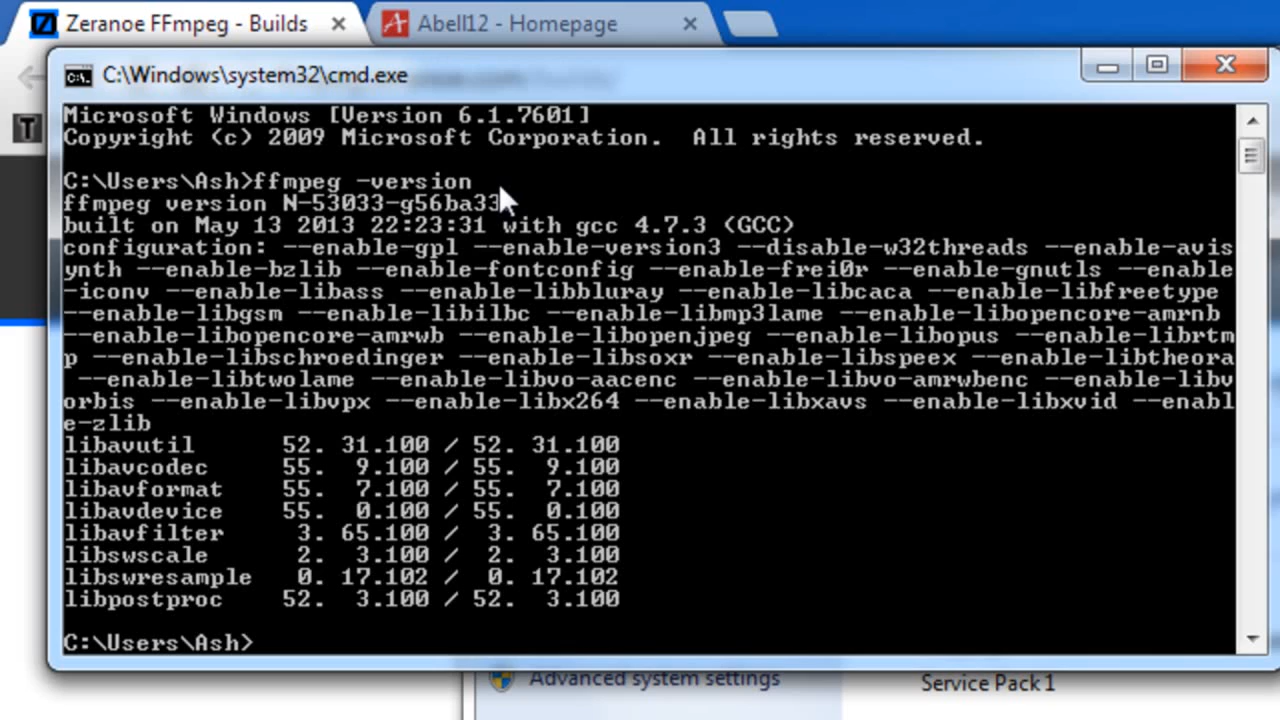 Zeranoe FFmpeg - Builds
Abell12 - Homepage
C:\Windows\system32\cmd.exe
T
Microsoft Windows [Version 6.1.7601]
Copyright (c) 2009 Microsoft Corporation.  All rights reserved.
C:\Users\Ash>ffmpeg -version
ffmpeg version N-53033-g56ba33
built on May 13 2013 22:23:31 with gcc 4.7.3 (GCC)
configuration: --enable-gpl --enable-version3 --disable-w32threads --enable-avis
ynth --enable-bzlib --enable-fontconfig --enable-frei0r --enable-gnutls --enable
-iconv --enable-libass --enable-libbluray --enable-libcaca --enable-libfreetype
--enable-libgsm --enable-libilbc --enable-libmp3lame --enable-libopencore-amrnb
--enable-libopencore-amrwb --enable-libopenjpeg --enable-libopus --enable-librtm
p --enable-libschroedinger --enable-libsoxr --enable-libspeex --enable-libtheora
--enable-libtwolame --enable-libvo-aacenc --enable-libvo-amrwbenc --enable-libv
orbis --enable-libvpx --enable-libx264 --enable-libxavs --enable-libxvid --enabl
e-zlib
libavutil      52. 31.100 / 52. 31.100
libavcodec     55.  9.100 / 55.  9.100
libavformat    55.  7.100 / 55.  7.100
libavdevice    55.  0.100 / 55.  0.100
libavfilter     3. 65.100 /  3. 65.100
libswscale      2.  3.100 /  2.  3.100
libswresample   0. 17.102 /  0. 17.102
libpostproc    52.  3.100 / 52.  3.100
C:\Users\Ash>
Advanced system settings
Service Pack 1